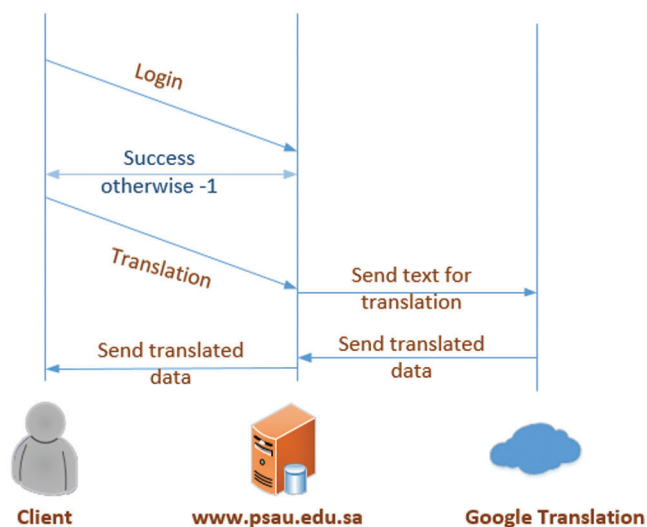 Login
Success
otherwise -1
Translation
Send text for
translation
Send translated
data
Send translated
data
Client
www.psau.edu.sa
Google Translation